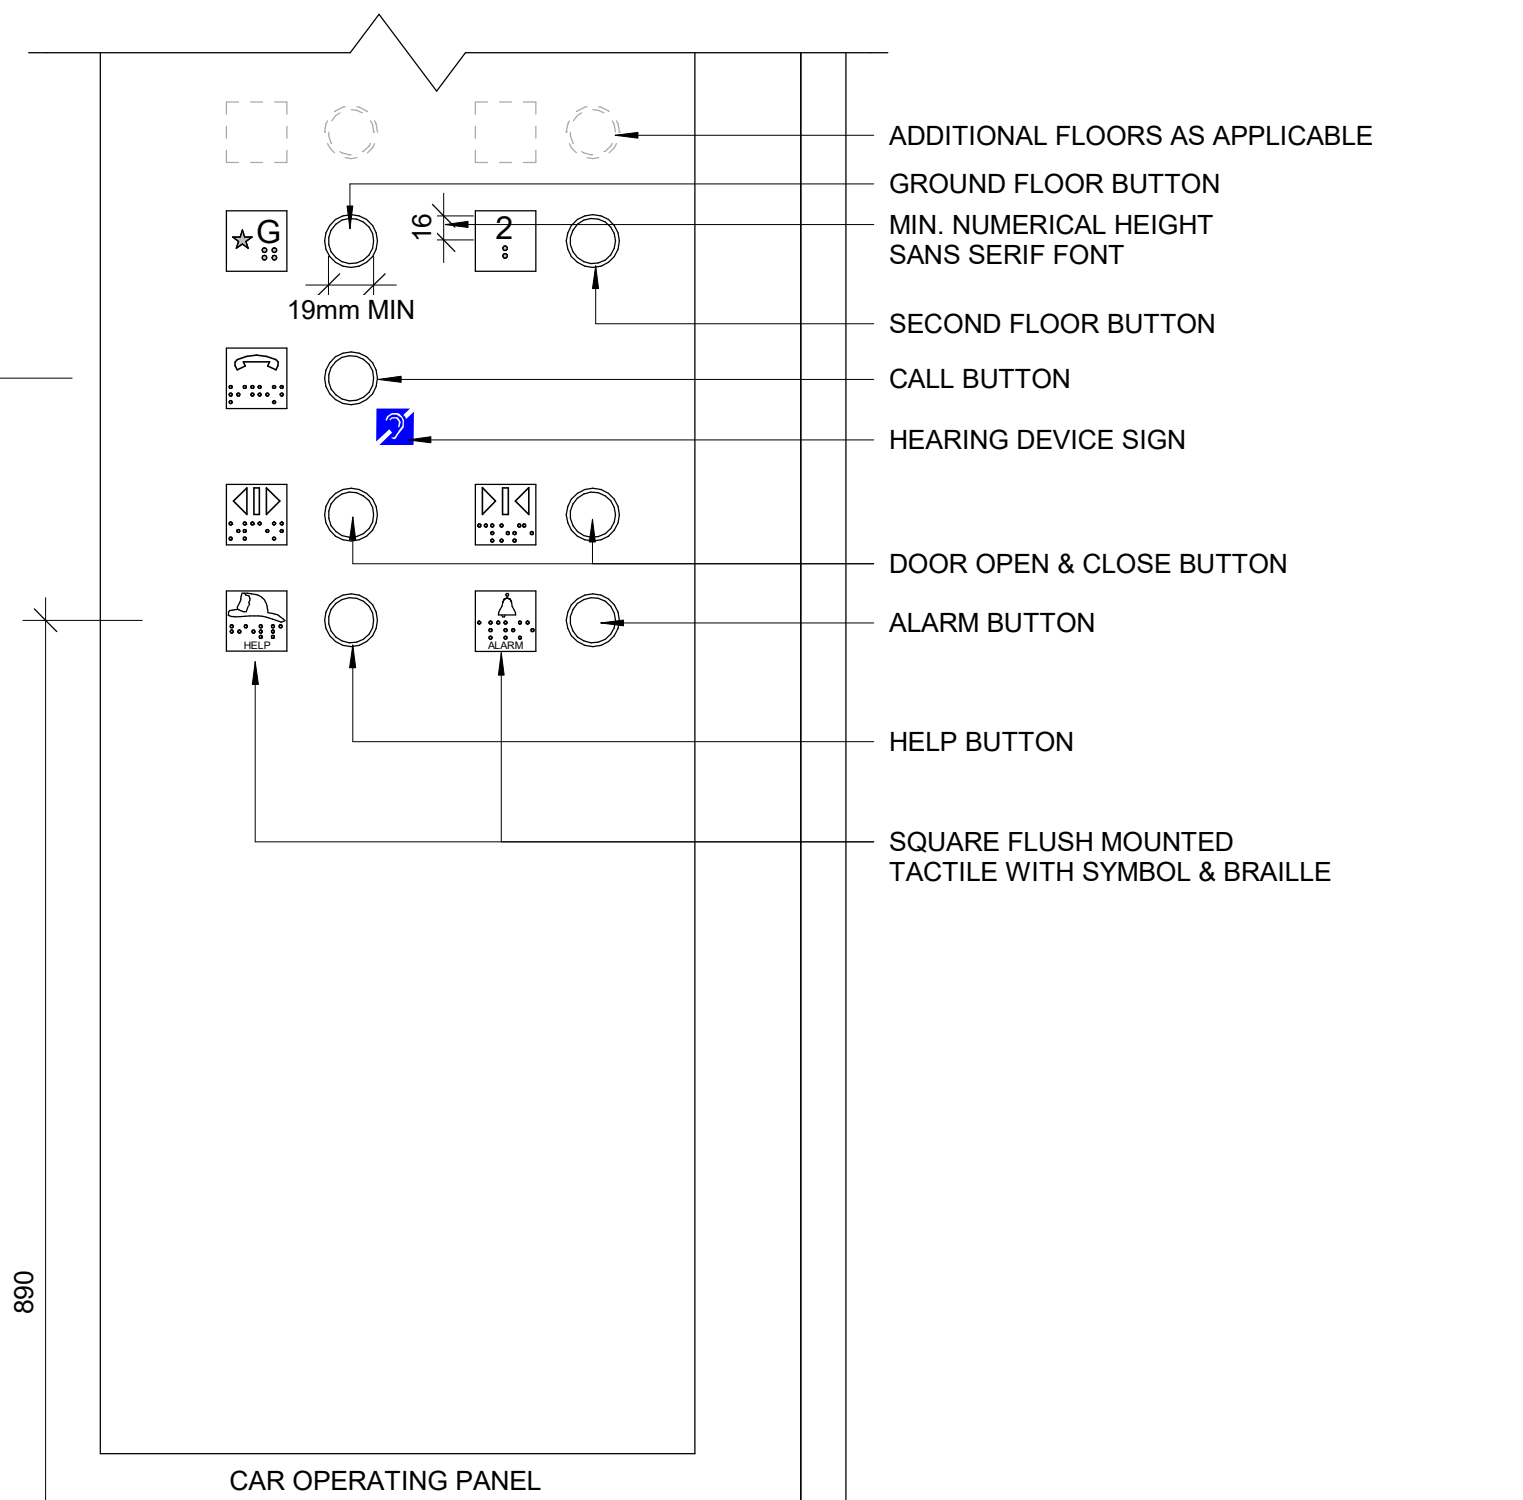 ADDITIONAL FLOORS AS APPLICABLE
GROUND FLOOR BUTTON
G
16
2
MIN. NUMERICAL HEIGHT
SANS SERIF FONT
19mm MIN
SECOND FLOOR BUTTON
CALL BUTTON
HEARING DEVICE SIGN
DOOR OPEN & CLOSE BUTTON
ALARM BUTTON
HELP
ALARM
HELP BUTTON
SQUARE FLUSH MOUNTED
TACTILE WITH SYMBOL & BRAILLE
890
CAR OPERATING PANEL